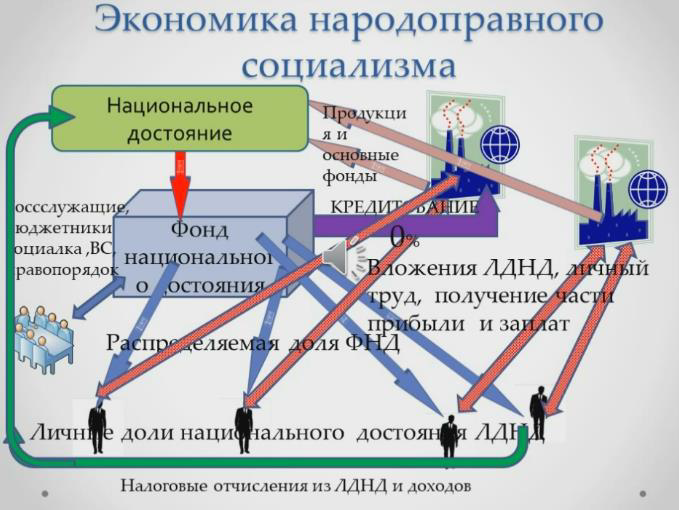 Экономика народоправного
социализма
Национальное
достояние
Продукци
я и
основные
фонды
оссслужащие,
юджетники
оциалка ,ВС,
равопорядок
Фонд
национальног
о достояния
КРЕДИТОВАНИЕ
0%
Вложения ЛДНД, личный
труд, получение части
прибыли и заплат
Распределяемая доля ФНД
Личные доли национального достояния ЛДНД
Налоговые отчисления из ЛДНД и доходов